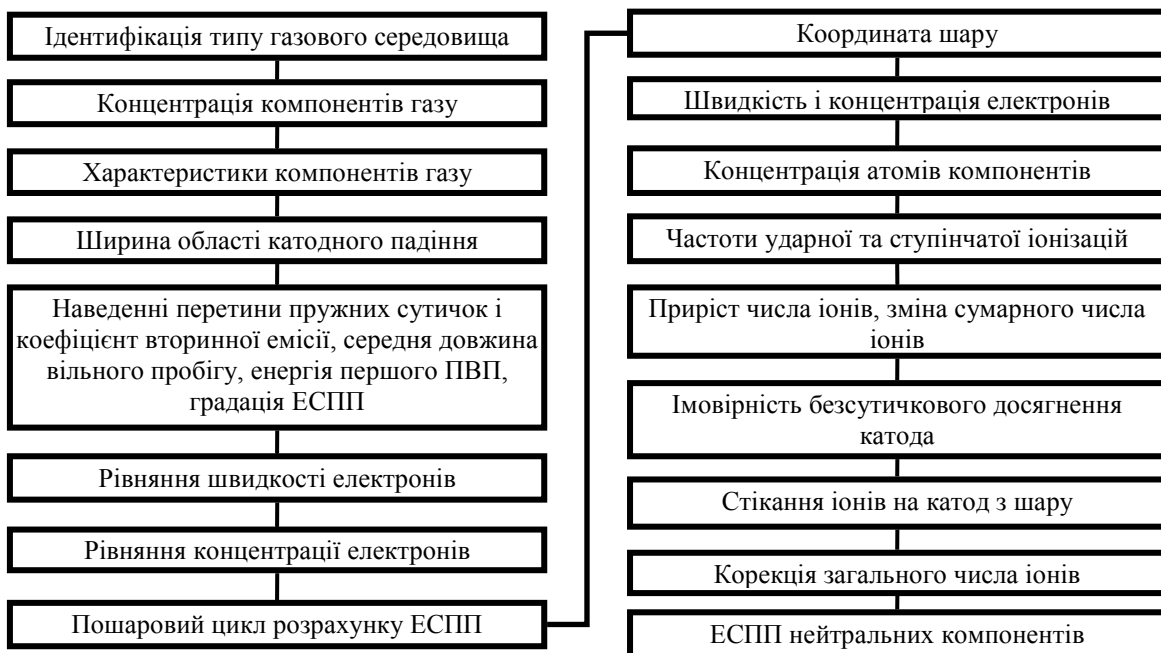 Ідентифікація типу газового середовища
Концентрація компонентів газу
Характеристики компонентів газу
Ширина області катодного падіння
Наведенні перетини пружних сутичок і
коефіцієнт вторинної емісії, середня довжина
вільного пробігу, енергія першого ПВП,
градація ЕСПП
Рівняння швидкості електронів
Рівняння концентрації електронів
Пошаровий цикл розрахунку ЕСПП
Координата шару
Швидкість і концентрація електронів
Концентрація атомів компонентів
Частоти ударної та ступінчатої іонізацій
Приріст числа іонів, зміна сумарного числа
іонів
Імовірність безсутичкового досягнення
катода
Стікання іонів на катод з шару
Корекція загального числа іонів
ЕСПП нейтральних компонентів